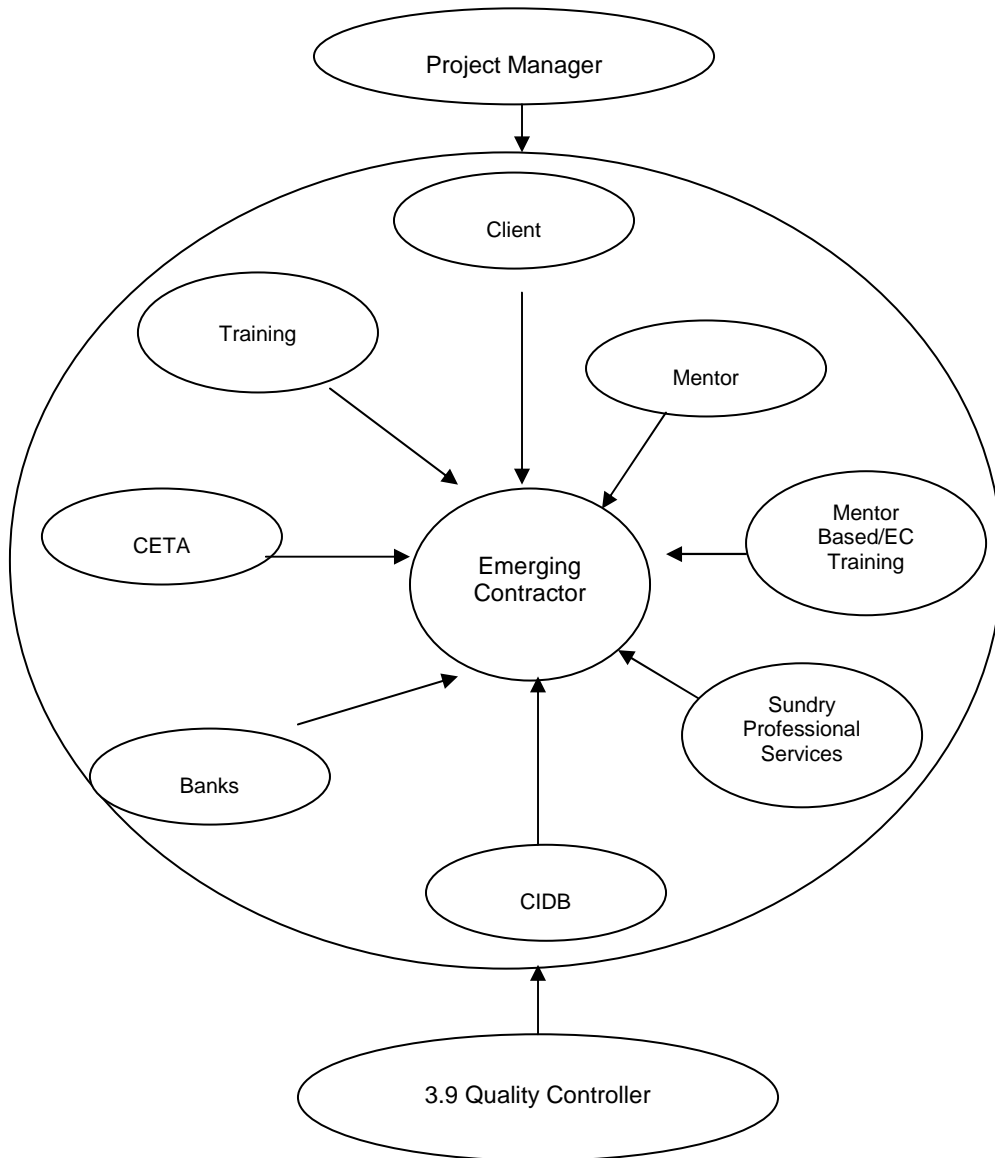 Project Manager
Client
Training
Mentor
CETA
Mentor
Based/EC
Training
Emerging
Contractor
Sundry
Professional
Services
Banks
CIDB
3.9 Quality Controller